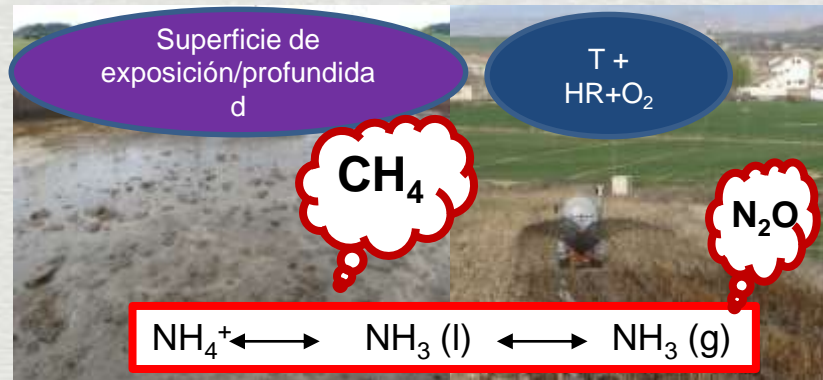 Superficie de
exposición/profundida
d
T +
HR+O₂
CH₄
N₂O
NH₄⁺ ⟷ NH₃ (l) ⟷ NH₃ (g)